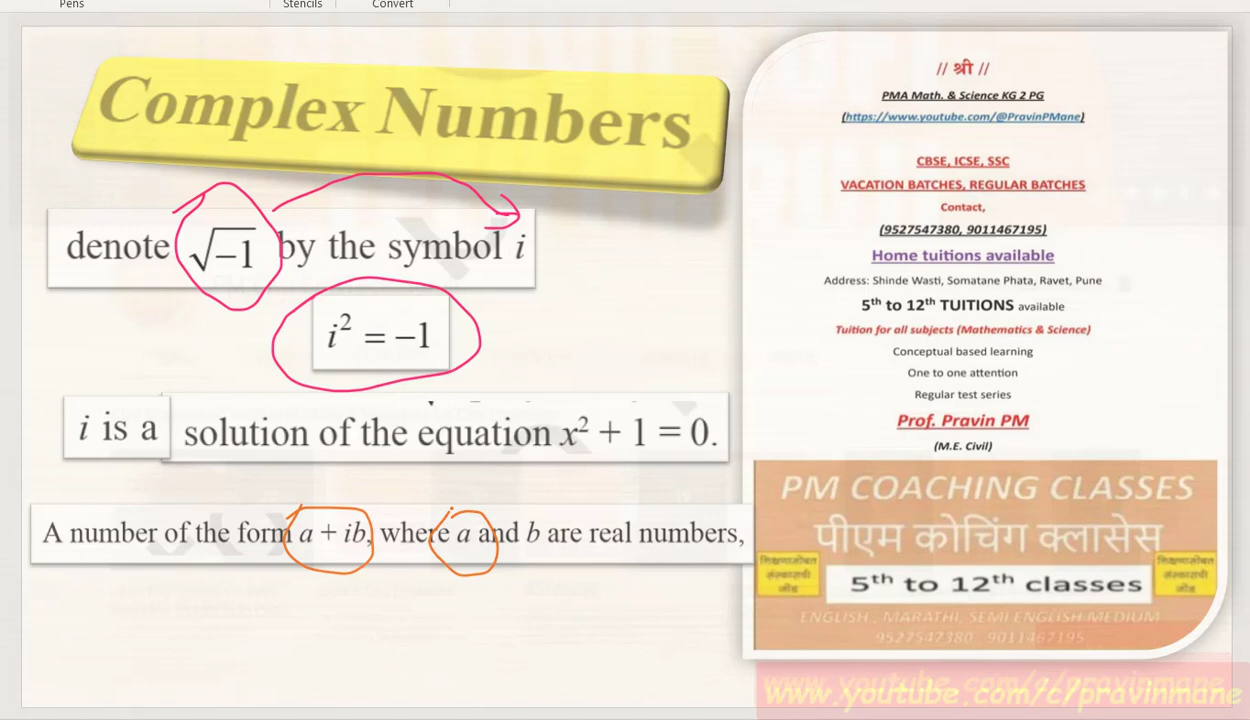 Pens Stencils Convert
Complex Numbers
denote √−1 by the symbol i
i² = −1
i is a solution of the equation x² + 1 = 0.
A number of the form a + ib, where a and b are real numbers,
// श्री //
PMA Math. & Science KG 2 PG
(https://www.youtube.com/@PravinPMane)
CBSE, ICSE, SSC
VACATION BATCHES, REGULAR BATCHES
Contact,
(9527547380, 9011467195)
Home tuitions available
Address: Shinde Wasti, Somatane Phata, Ravet, Pune
5th to 12th TUITIONS available
Tuition for all subjects (Mathematics & Science)
Conceptual based learning
One to one attention
Regular test series
Prof. Pravin PM
(M.E. Civil)
PM COACHING CLASSES
पीएम कोचिंग क्लासेस
शिक्षणासोबत
संस्काराची
जोड
5th to 12th classes
शिक्षणासोबत
संस्काराची
जोड
ENGLISH, MARATHI, SEMI ENGLISH MEDIUM
9527547380 9011467195
www.youtube.com/c/pravinmane